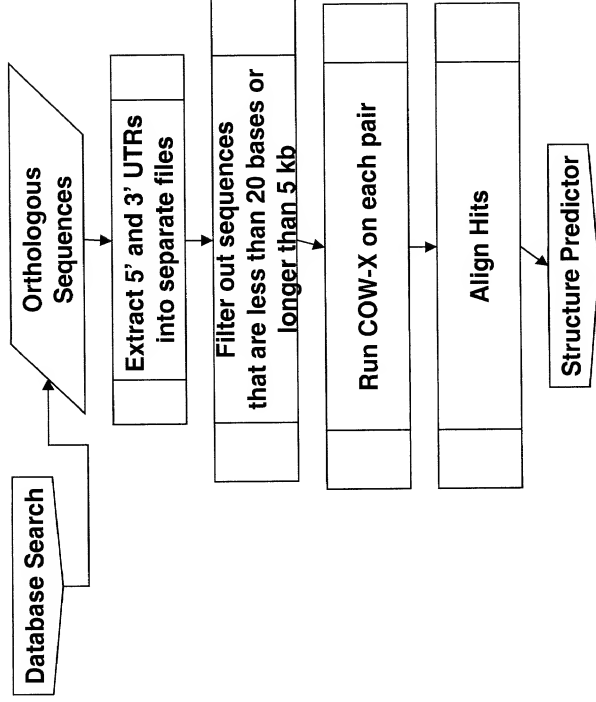 Database Search
Orthologous
Sequences
Extract 5' and 3' UTRs
into separate files
Filter out sequences
that are less than 20 bases or
longer than 5 kb
Run COW-X on each pair
Align Hits
Structure Predictor